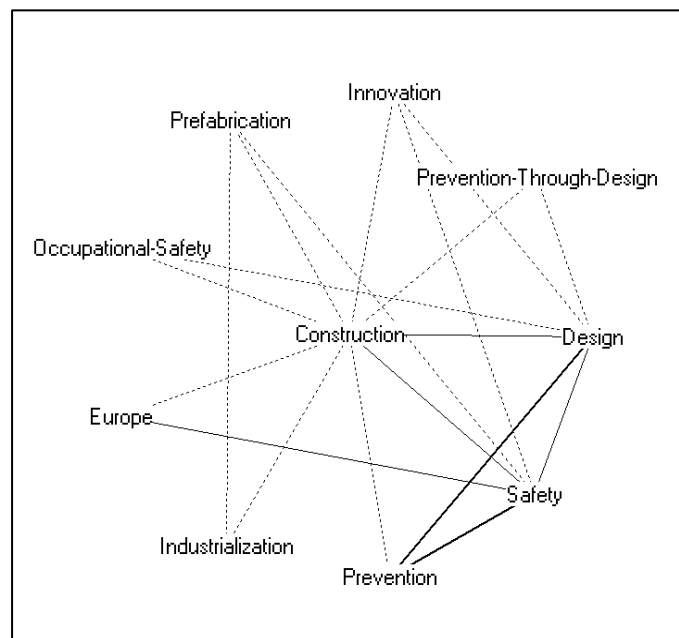 Innovation
Prefabrication
Prevention-Through-Design
Occupational-Safety
Construction
Design
Europe
Safety
Industrialization
Prevention